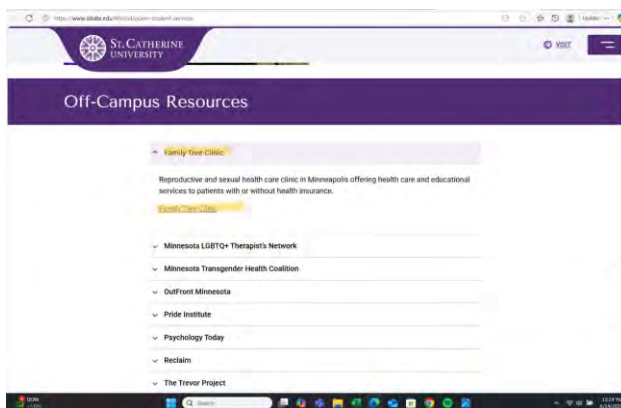 ST. CATHERINE
UNIVERSITY
VISIT
Off-Campus Resources
Family Tree Clinic
Reproductive and sexual health care clinic in Minneapolis offering health care and educational
services to patients with or without health insurance.
Family Tree Clinic
Minnesota LGBTQ+ Therapist's Network
Minnesota Transgender Health Coalition
OutFront Minnesota
Pride Institute
Psychology Today
Reclaim
The Trevor Project
Search